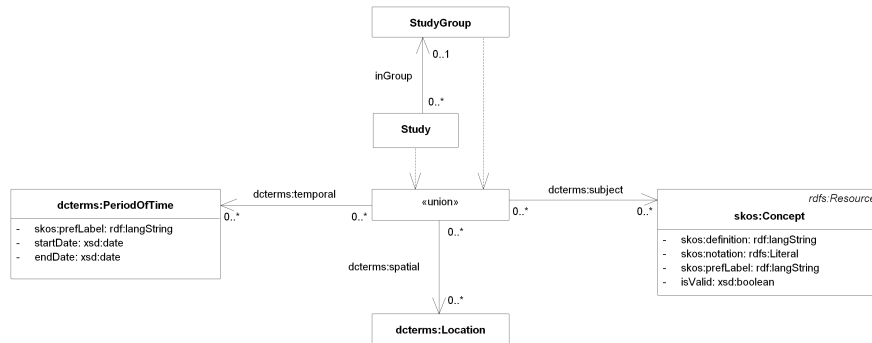 StudyGroup
0..1
inGroup
0..*
Study
dcterms:PeriodOfTime
- skos:prefLabel: rdf:langString
- startDate: xsd:date
- endDate: xsd:date
dcterms:temporal
0..*
0..*
«union»
0..*
dcterms:subject
0..*
0..*
rdfs:Resource
skos:Concept
- skos:definition: rdf:langString
- skos:notation: rdfs:Literal
- skos:prefLabel: rdf:langString
- isValid: xsd:boolean
dcterms:spatial
0..*
dcterms:Location